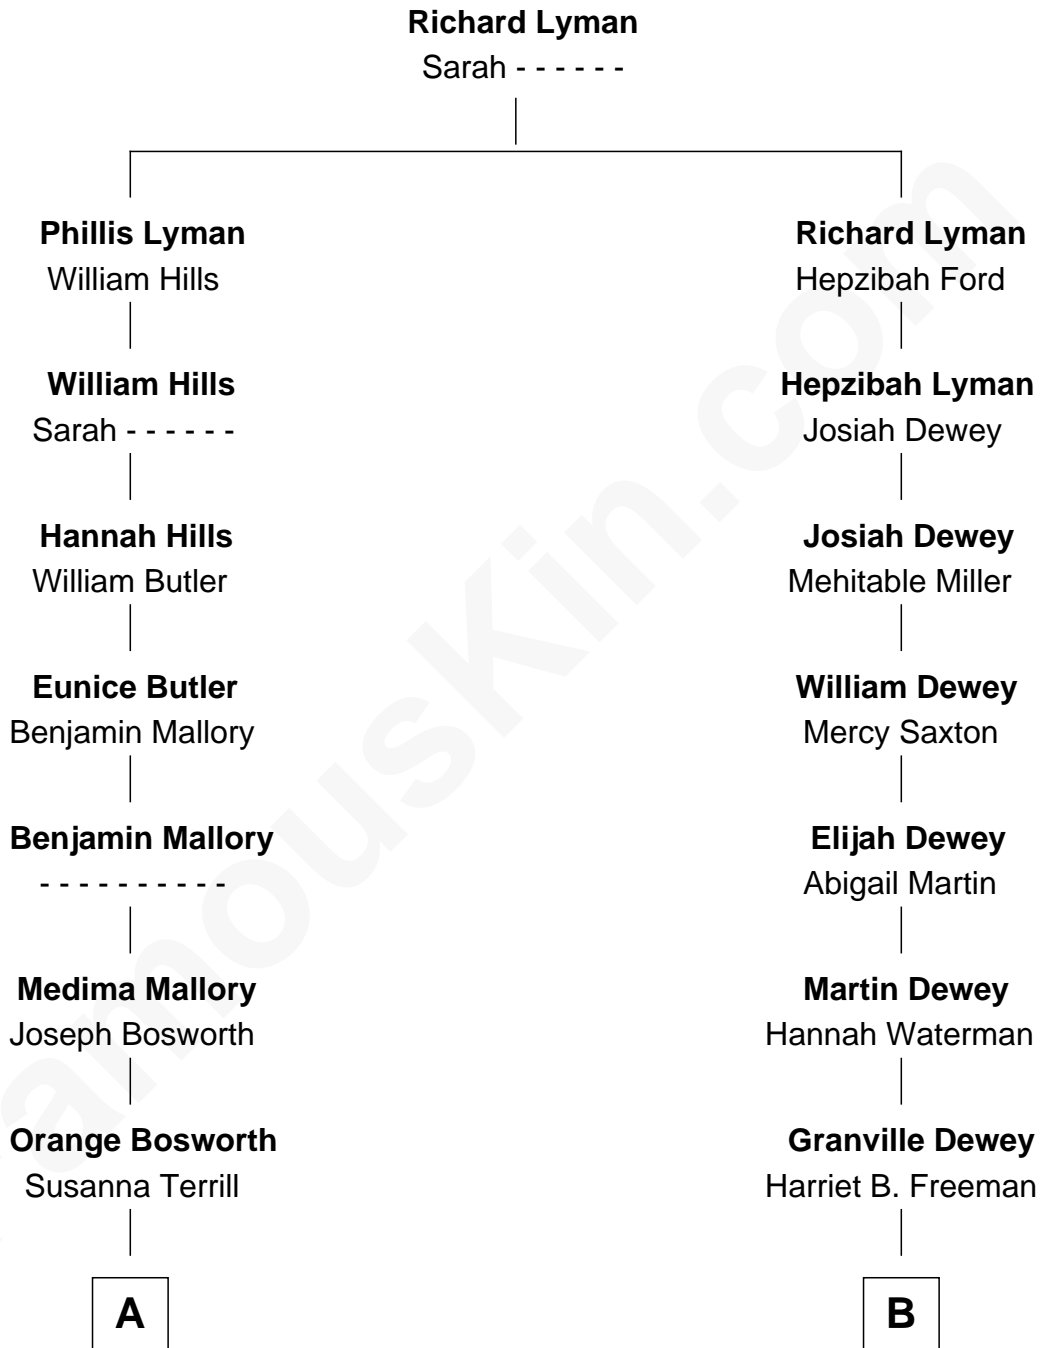 Richard Lyman
Sarah - - - - - -
Phillis Lyman
William Hills
Richard Lyman
Hepzibah Ford
William Hills
Sarah - - - - - -
Hepzibah Lyman
Josiah Dewey
Hannah Hills
William Butler
Josiah Dewey
Mehitable Miller
Eunice Butler
Benjamin Mallory
William Dewey
Mercy Saxton
Benjamin Mallory
- - - - - - - - - -
Elijah Dewey
Abigail Martin
Medima Mallory
Joseph Bosworth
Martin Dewey
Hannah Waterman
Orange Bosworth
Susanna Terrill
Granville Dewey
Harriet B. Freeman
A
B
famousKin.com